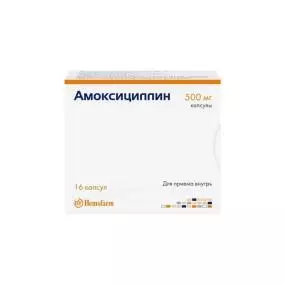 Амоксициллин
500 мг
капсулы
Для приема внутрь
16 капсул
Hemofarm